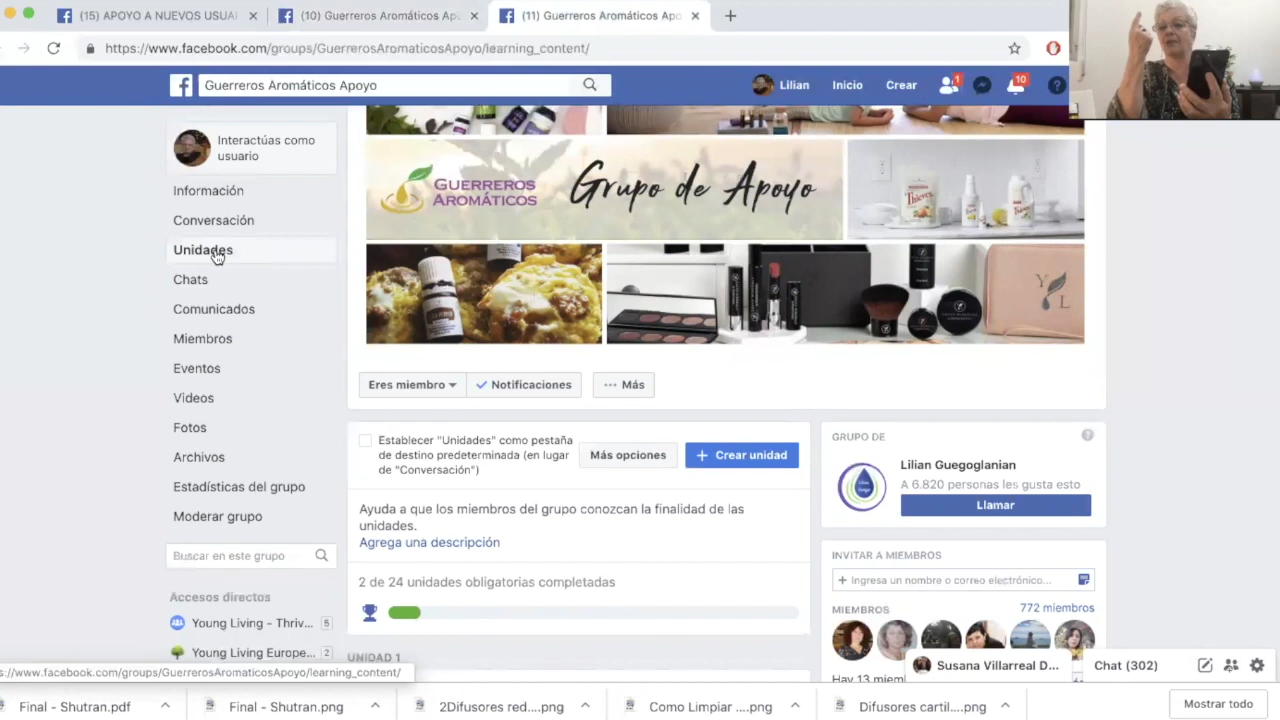 (15) APOYO A NUEVOS USUA
(10) Guerreros Aromáticos Apo
(11) Guerreros Aromáticos Apo
https://www.facebook.com/groups/GuerrerosAromaticosApoyo/learning_content/
Guerreros Aromáticos Apoyo
Lilian
Inicio
Crear
1
10
Interactúas como
usuario
Información
Conversación
Unidades
Chats
Comunicados
Miembros
Eventos
Videos
Fotos
Archivos
Estadísticas del grupo
Moderar grupo
Buscar en este grupo
Accesos directos
Young Living - Thriv... 5
Young Living Europe... 2
GUERREROS
AROMÁTICOS
Grupo de Apoyo
Thieves
Y L
Eres miembro
Notificaciones
Más
Establecer "Unidades" como pestaña
de destino predeterminada (en lugar
de "Conversación")
Más opciones
+ Crear unidad
Ayuda a que los miembros del grupo conozcan la finalidad de las
unidades.
Agrega una descripción
2 de 24 unidades obligatorias completadas
UNIDAD 1
GRUPO DE
Lilian Guegoglanian
A 6.820 personas les gusta esto
Llamar
INVITAR A MIEMBROS
+ Ingresa un nombre o correo electrónico...
MIEMBROS
772 miembros
Hay 13 miem
Susana Villarreal D...
Chat (302)
s://www.facebook.com/groups/GuerrerosAromaticosApoyo/learning_content/
Final - Shutran.pdf
Final - Shutran.png
2Difusores red....png
Como Limpiar ....png
Difusores cartil....png
Mostrar todo